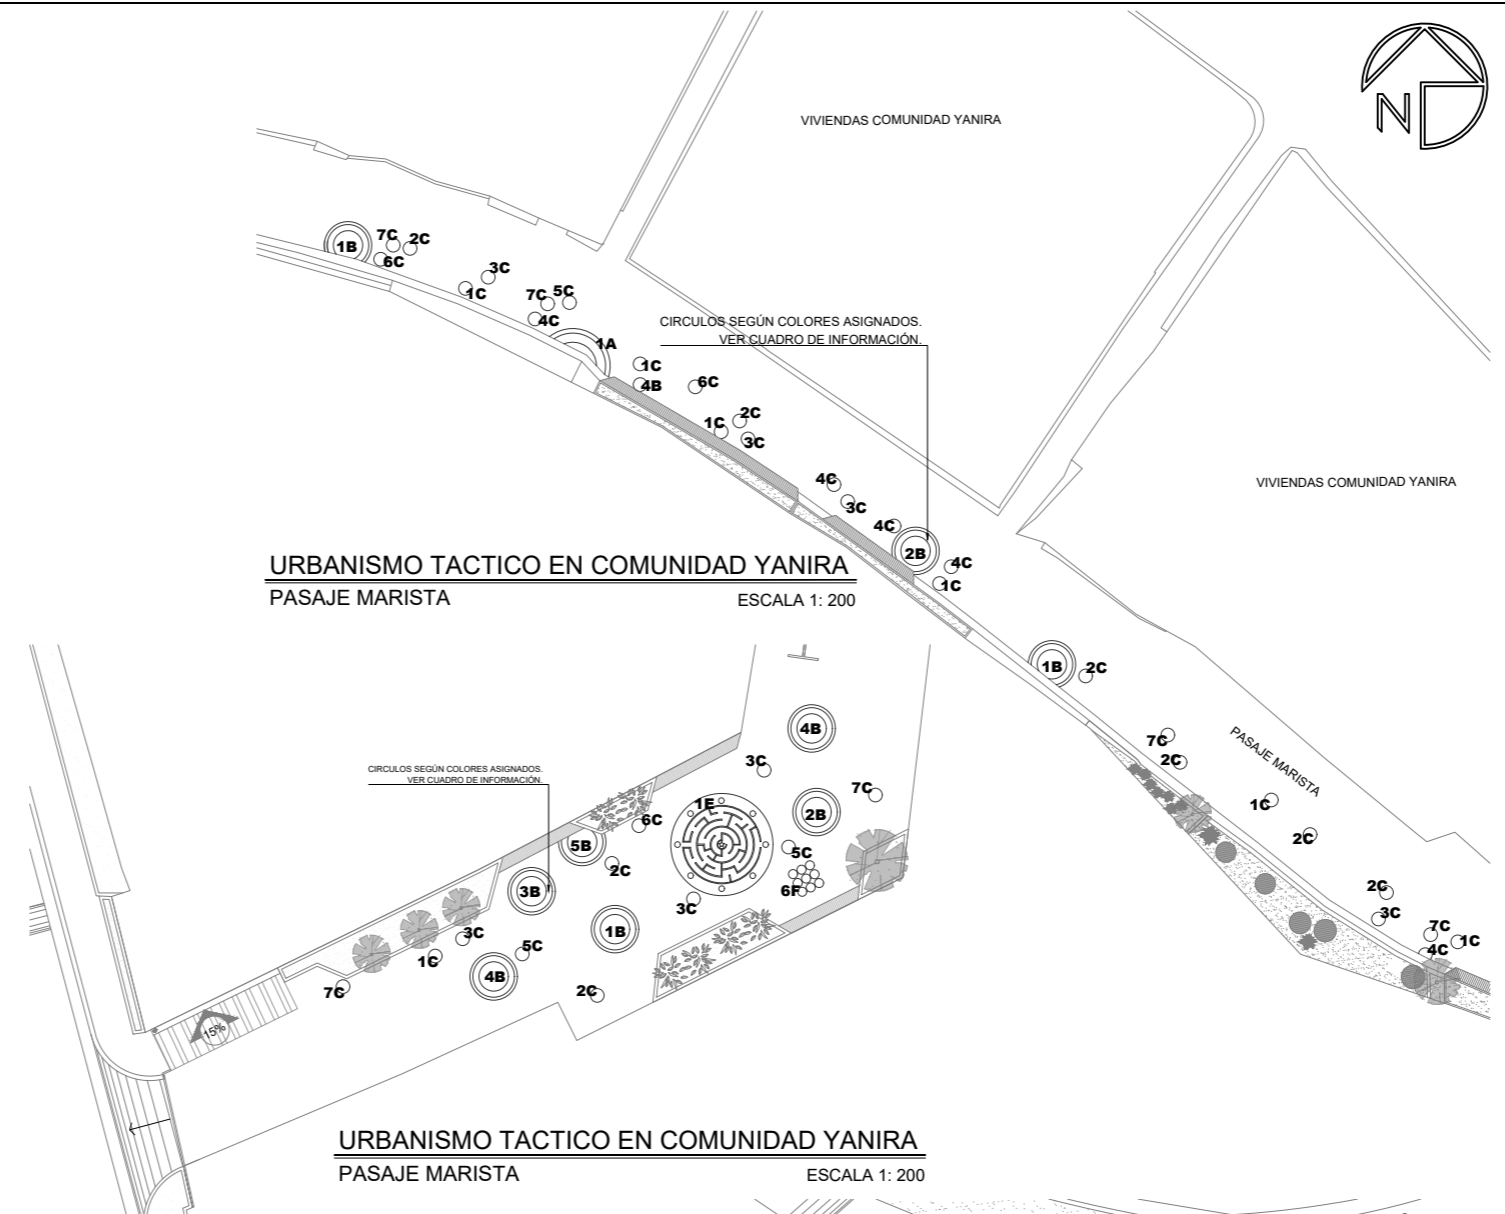 VIVIENDAS COMUNIDAD YANIRA
N
1B
7C
2C
6C
3C
1C
7C
5C
4C
1A
CIRCULOS SEGÚN COLORES ASIGNADOS.
VER CUADRO DE INFORMACIÓN.
1C
4B
6C
2C
1C
3C
4C
3C
4C
2B
4C
1C
VIVIENDAS COMUNIDAD YANIRA
1B
2C
7C
2C
PASAJE MARISTA
1C
2C
2C
3C
7C
1C
4C
URBANISMO TACTICO EN COMUNIDAD YANIRA
PASAJE MARISTA
ESCALA 1: 200
4B
3C
7C
CIRCULOS SEGÚN COLORES ASIGNADOS.
VER CUADRO DE INFORMACIÓN.
1E
2B
6C
5B
5C
2C
3B
6F
3C
1B
3C
5C
1C
4B
7C
2C
15%
URBANISMO TACTICO EN COMUNIDAD YANIRA
PASAJE MARISTA
ESCALA 1: 200